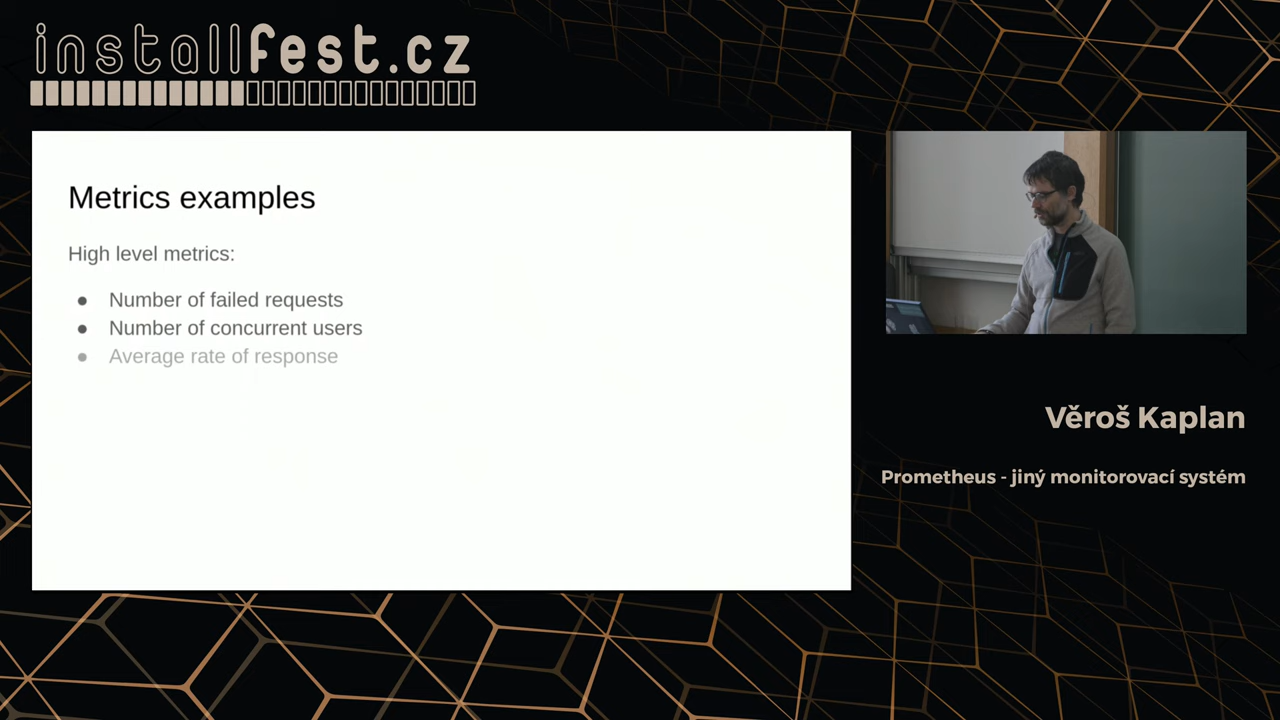 installfest.cz
Metrics examples
High level metrics:
● Number of failed requests
● Number of concurrent users
● Average rate of response
Věroš Kaplan
Prometheus - jiný monitorovací systém